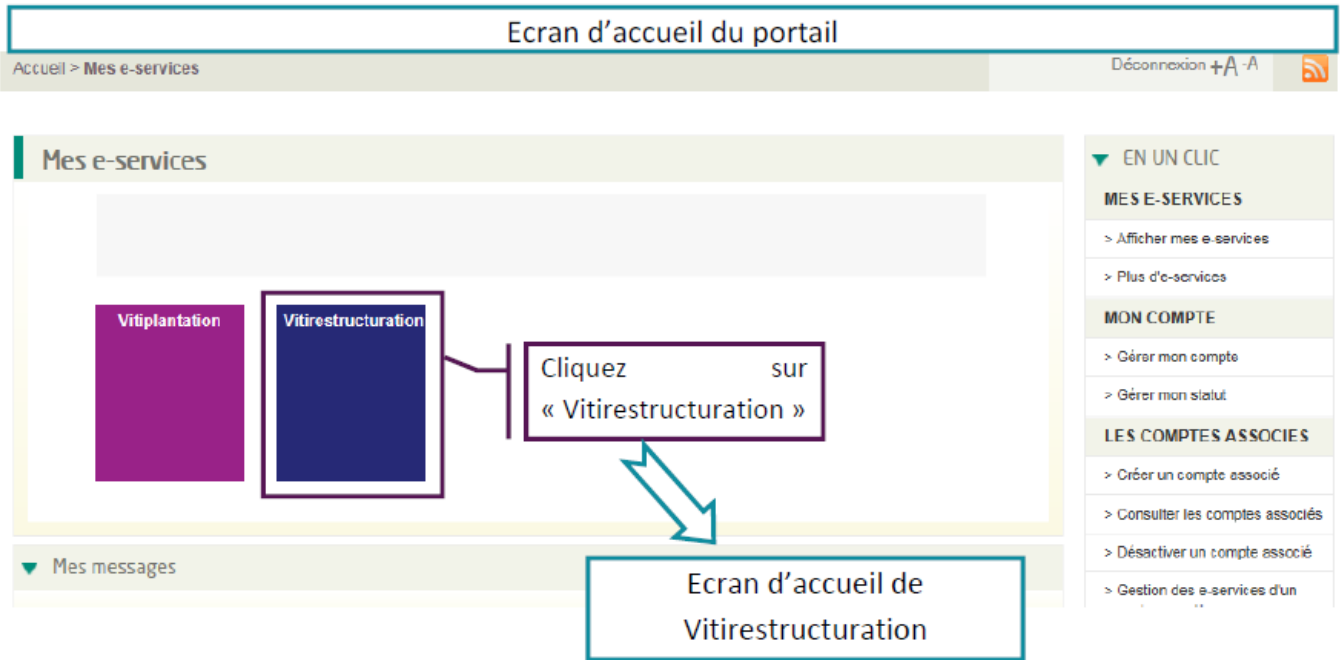 Ecran d'accueil du portail
Accueil > Mes e-services
Déconnexion +A -A
Mes e-services
Vitiplantation
Vitirestructuration
Cliquez sur
« Vitirestructuration »
Ecran d'accueil de
Vitirestructuration
Mes messages
EN UN CLIC
MES E-SERVICES
> Afficher mes e-services
> Plus d'e-services
MON COMPTE
> Gérer mon compte
> Gérer mon statut
LES COMPTES ASSOCIES
> Créer un compte associé
> Consulter les comptes associés
> Désactiver un compte associé
> Gestion des e-services d'un